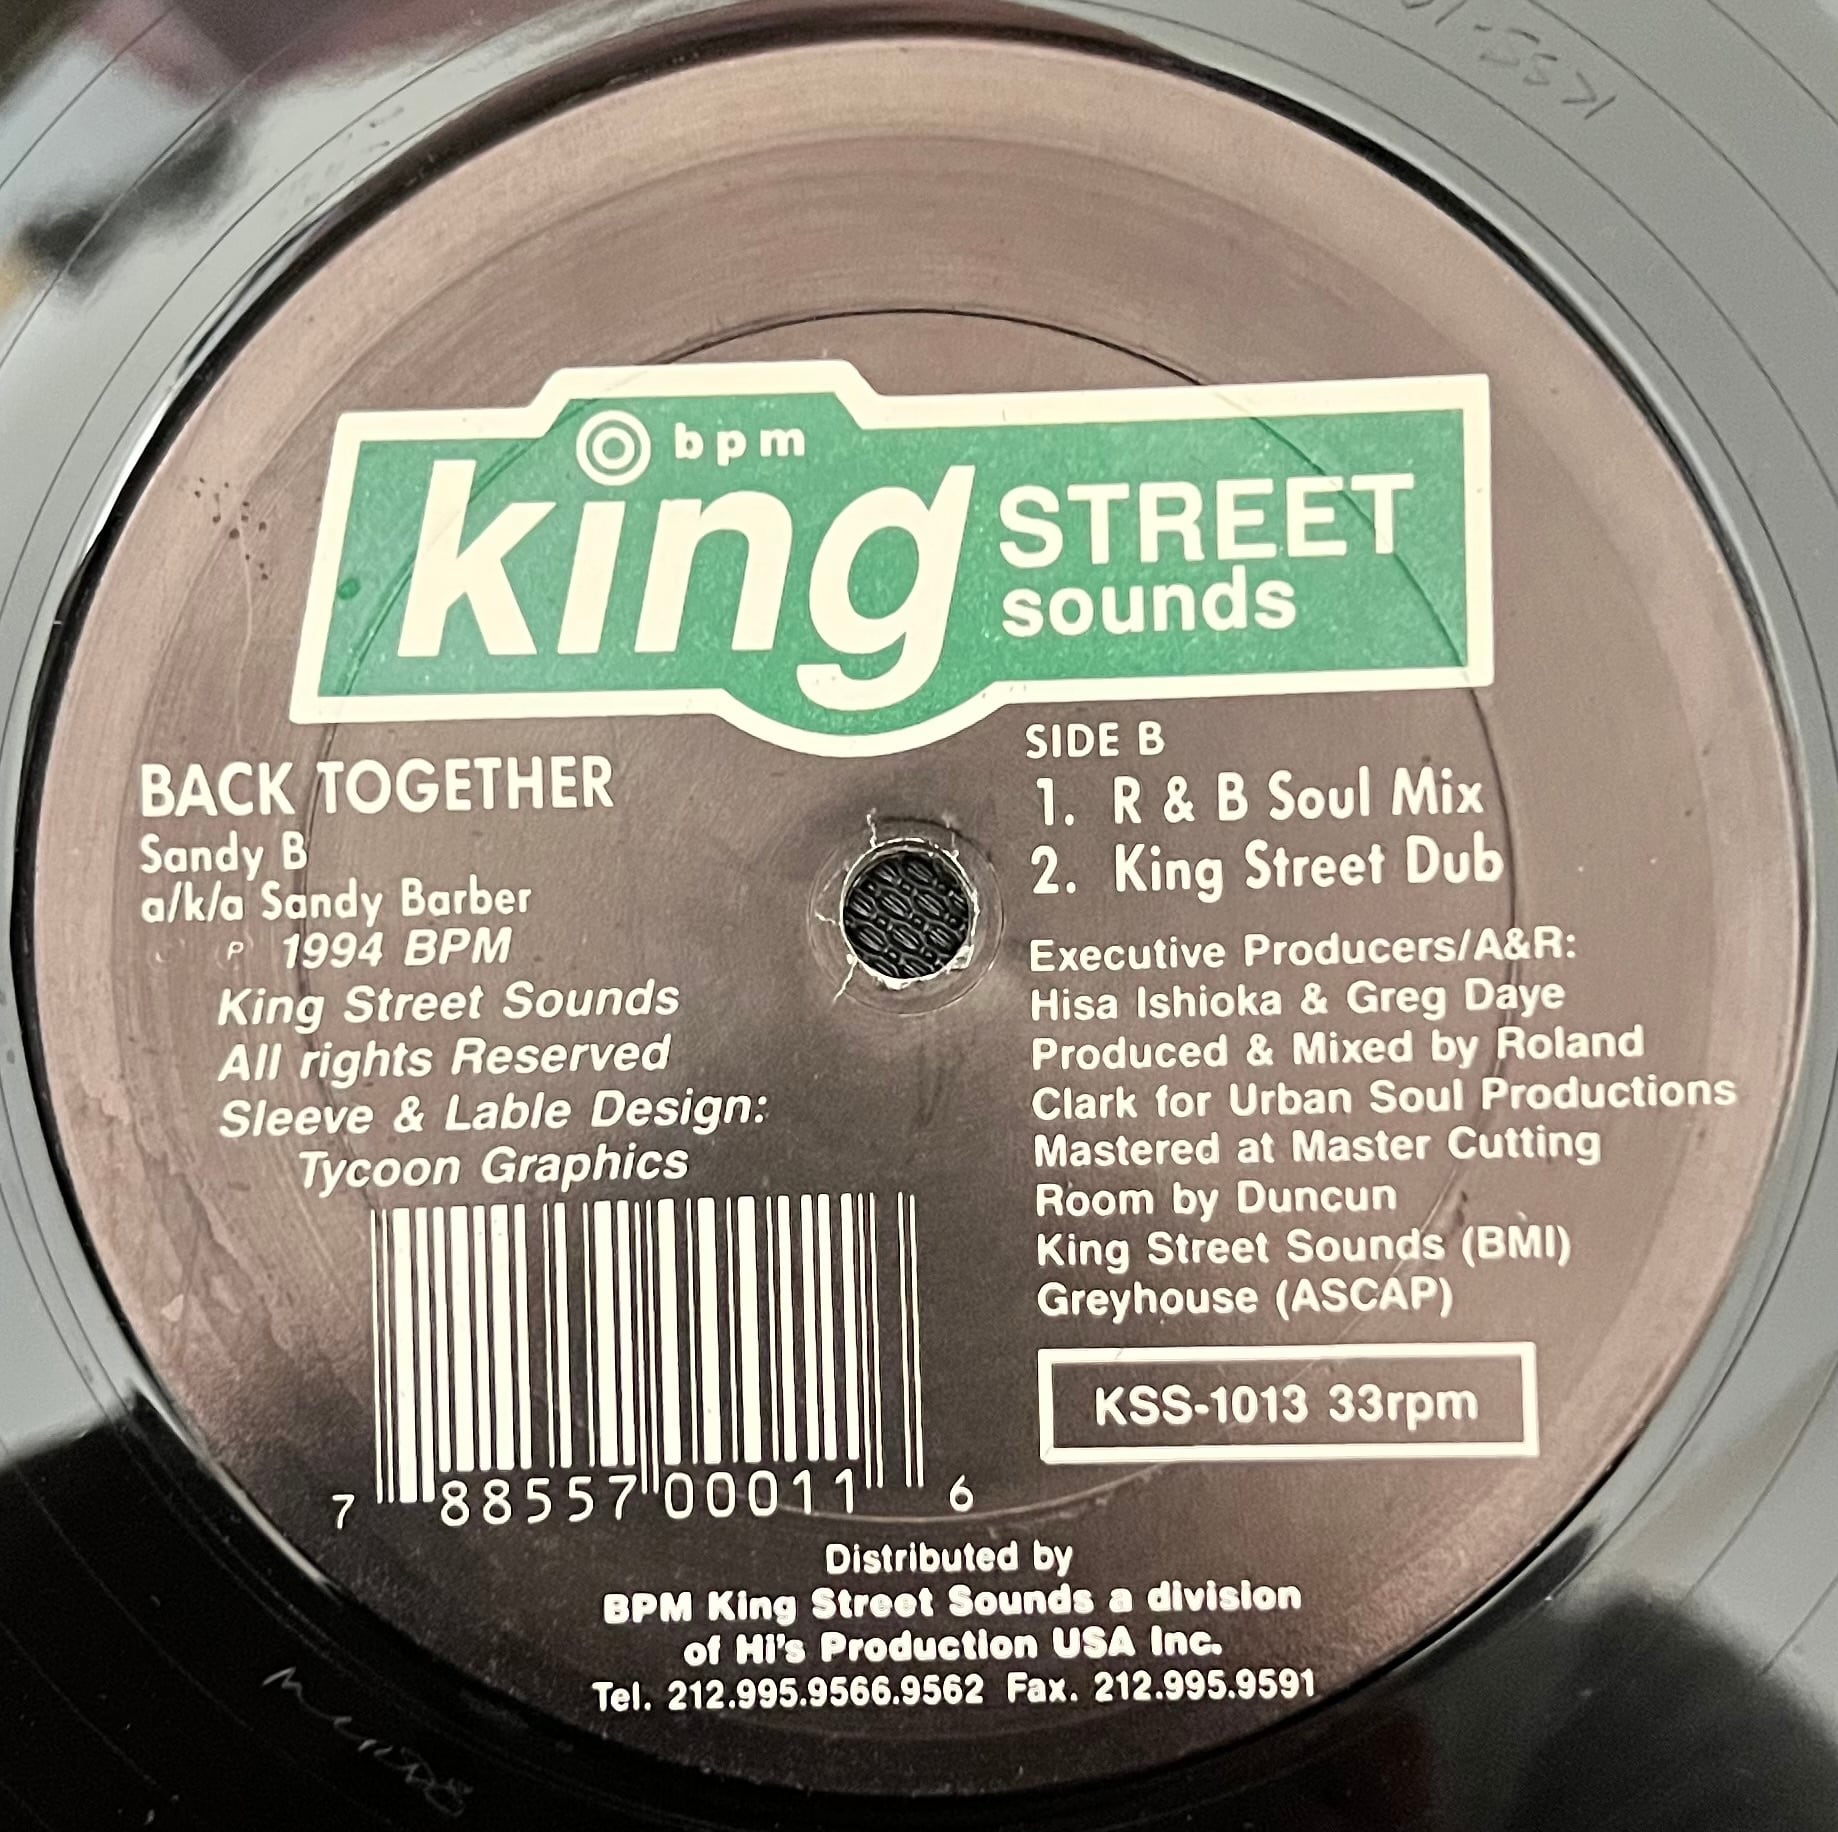 KSS-10
bpm
king STREET
sounds
BACK TOGETHER
Sandy B
a/k/a Sandy Barber
℗ 1994 BPM
King Street Sounds
All rights Reserved
Sleeve & Lable Design:
Tycoon Graphics
7 88557 00011 6
SIDE B
1. R & B Soul Mix
2. King Street Dub
Executive Producers/A&R:
Hisa Ishioka & Greg Daye
Produced & Mixed by Roland
Clark for Urban Soul Productions
Mastered at Master Cutting
Room by Duncun
King Street Sounds (BMI)
Greyhouse (ASCAP)
KSS-1013 33rpm
Distributed by
BPM King Street Sounds a division
of Hi's Production USA Inc.
Tel. 212.995.9566.9562 Fax. 212.995.9591